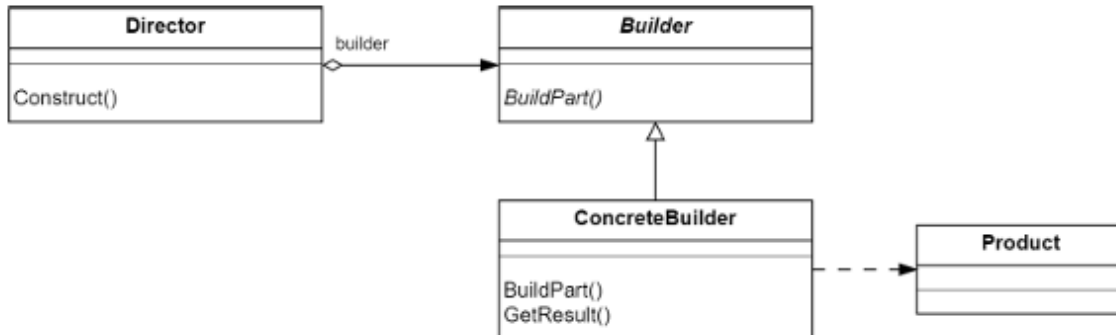 Director
Construct()
builder
Builder
BuildPart()
ConcreteBuilder
BuildPart()
GetResult()
Product